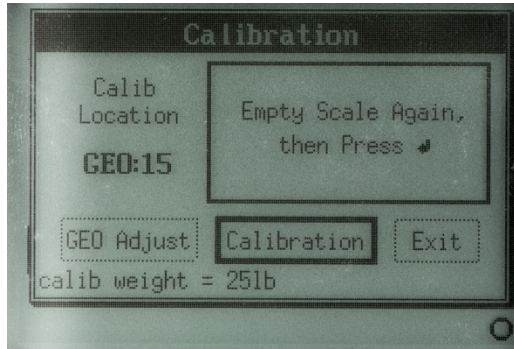 Calibration
Calib
Location
GEO:15
Empty Scale Again,
then Press ↵
GEO Adjust
Calibration
Exit
calib weight = 25lb